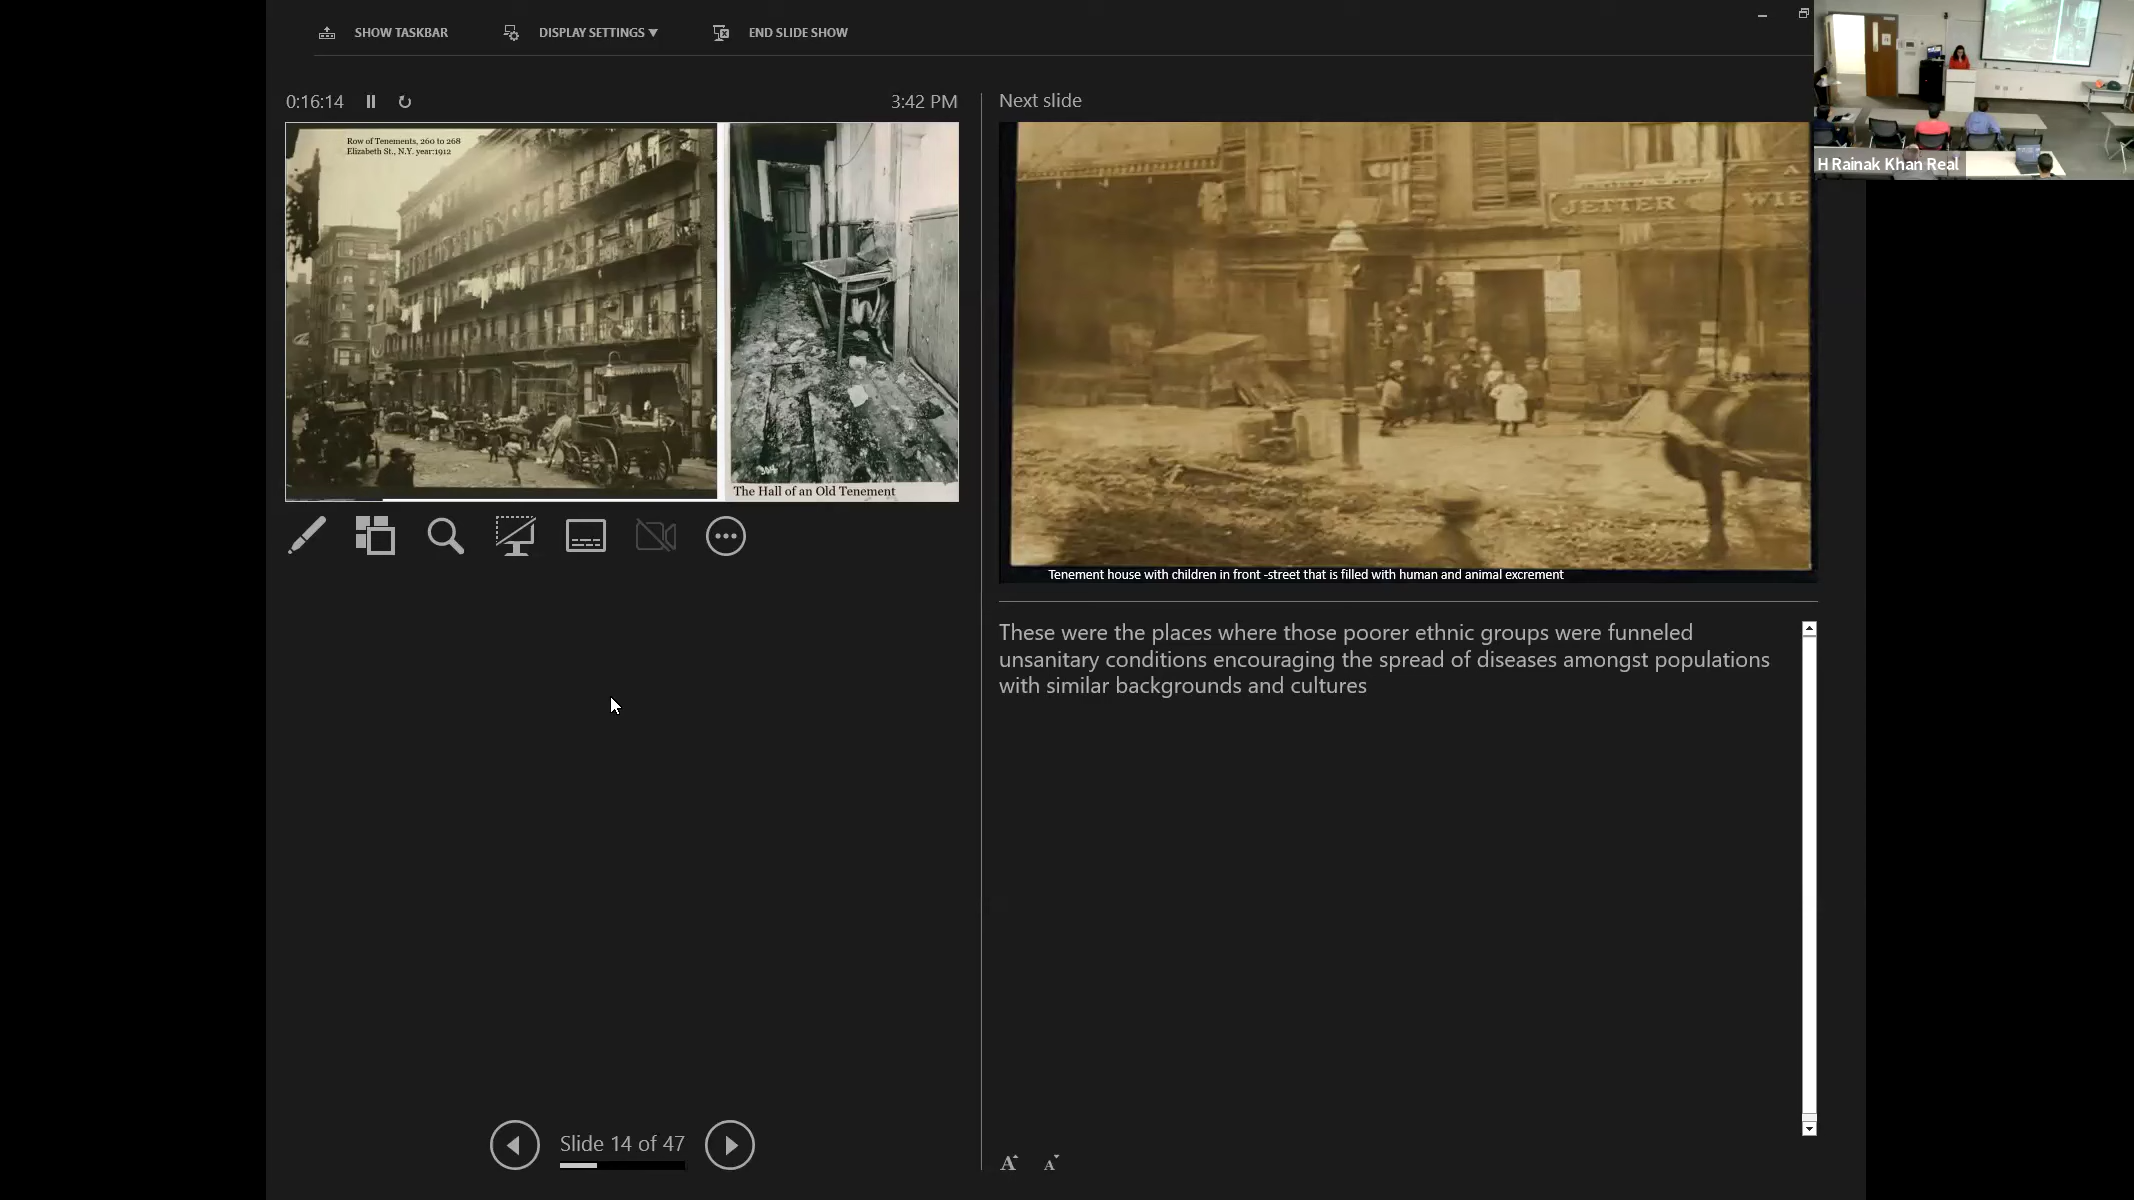 SHOW TASKBAR
DISPLAY SETTINGS ▼
END SLIDE SHOW
0:16:14
3:42 PM
Row of Tenements, 260 to 268
Elizabeth St., N.Y. year:1912
The Hall of an Old Tenement
Slide 14 of 47
Next slide
JETTER
WIE
Tenement house with children in front -street that is filled with human and animal excrement
These were the places where those poorer ethnic groups were funneled
unsanitary conditions encouraging the spread of diseases amongst populations
with similar backgrounds and cultures
A A
H Rainak Khan Real